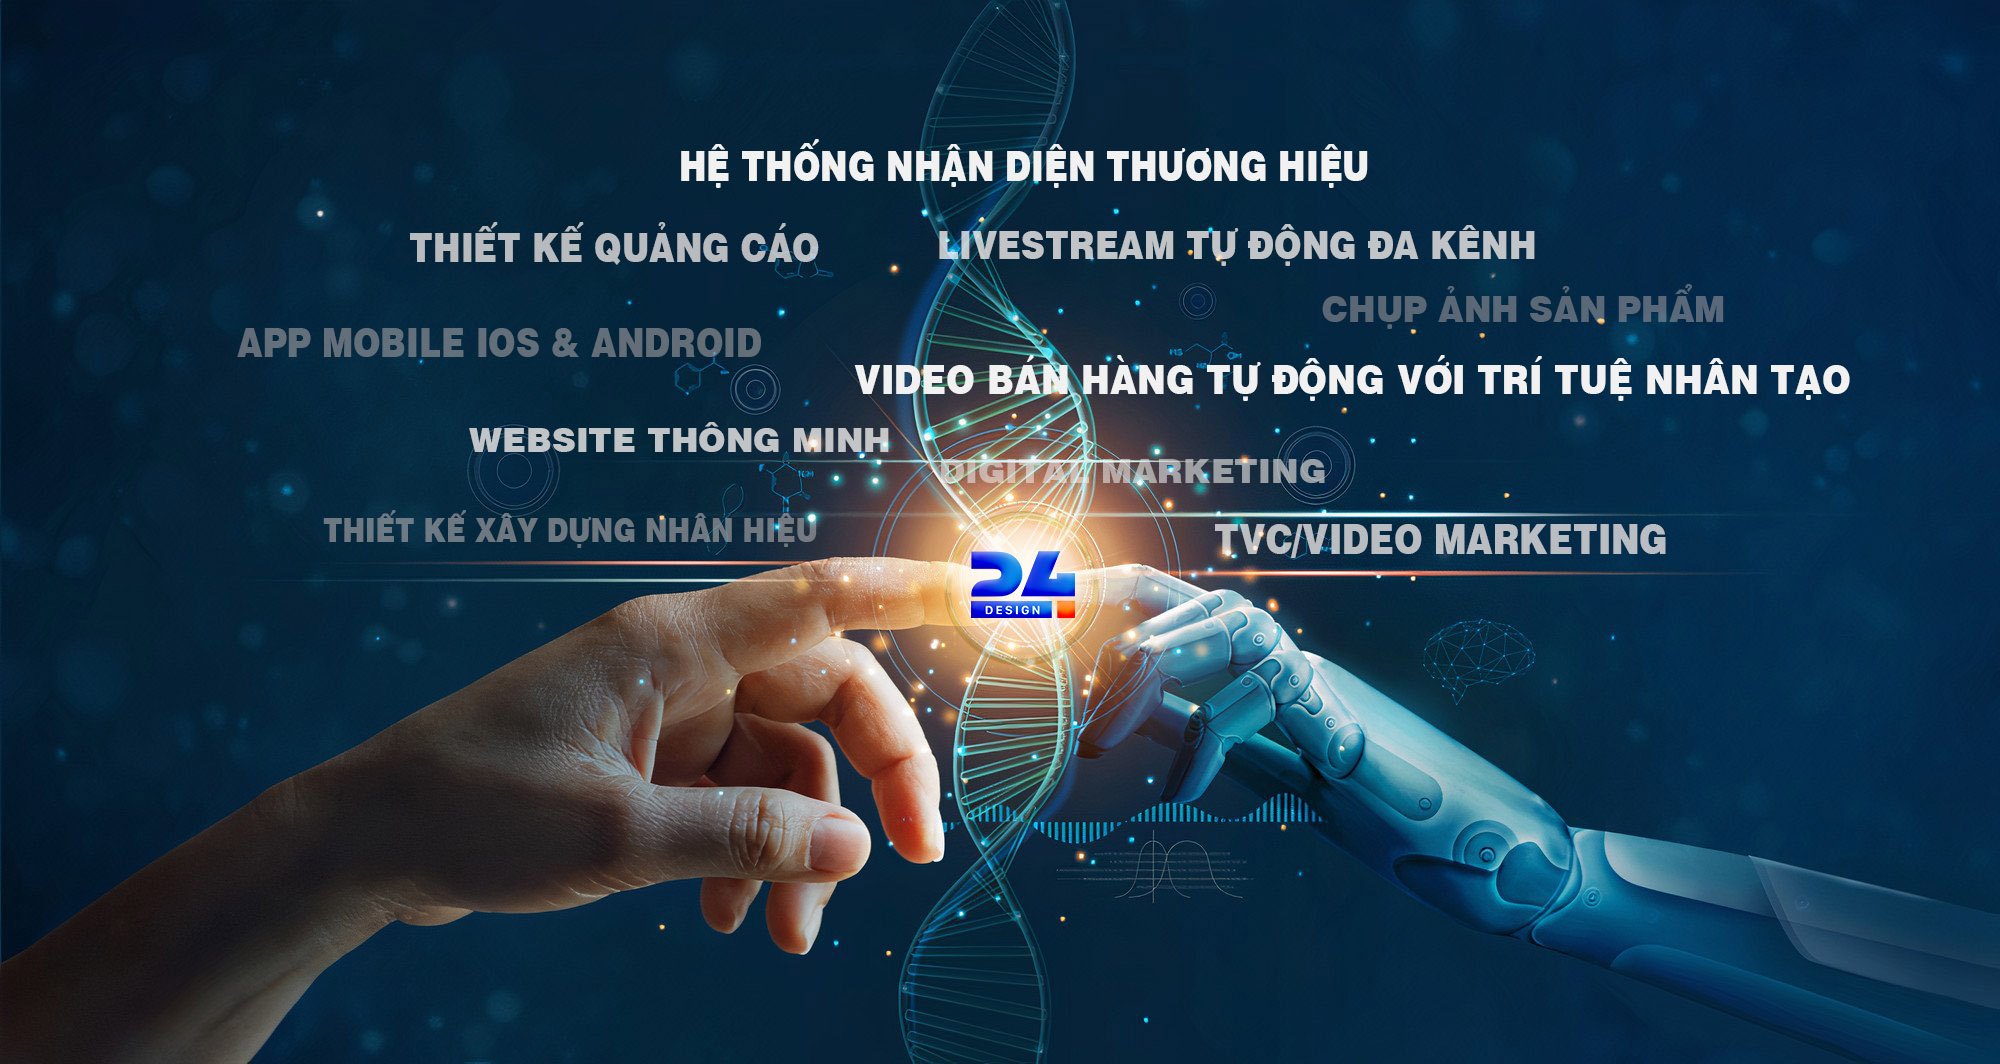 HỆ THỐNG NHẬN DIỆN THƯƠNG HIỆU
THIẾT KẾ QUẢNG CÁO
LIVESTREAM TỰ ĐỘNG ĐA KÊNH
CHỤP ẢNH SẢN PHẨM
APP MOBILE IOS & ANDROID
VIDEO BÁN HÀNG TỰ ĐỘNG VỚI TRÍ TUỆ NHÂN TẠO
WEBSITE THÔNG MINH
DIGITAL MARKETING
THIẾT KẾ XÂY DỰNG NHÃN HIỆU
TVC/VIDEO MARKETING
24
DESIGN